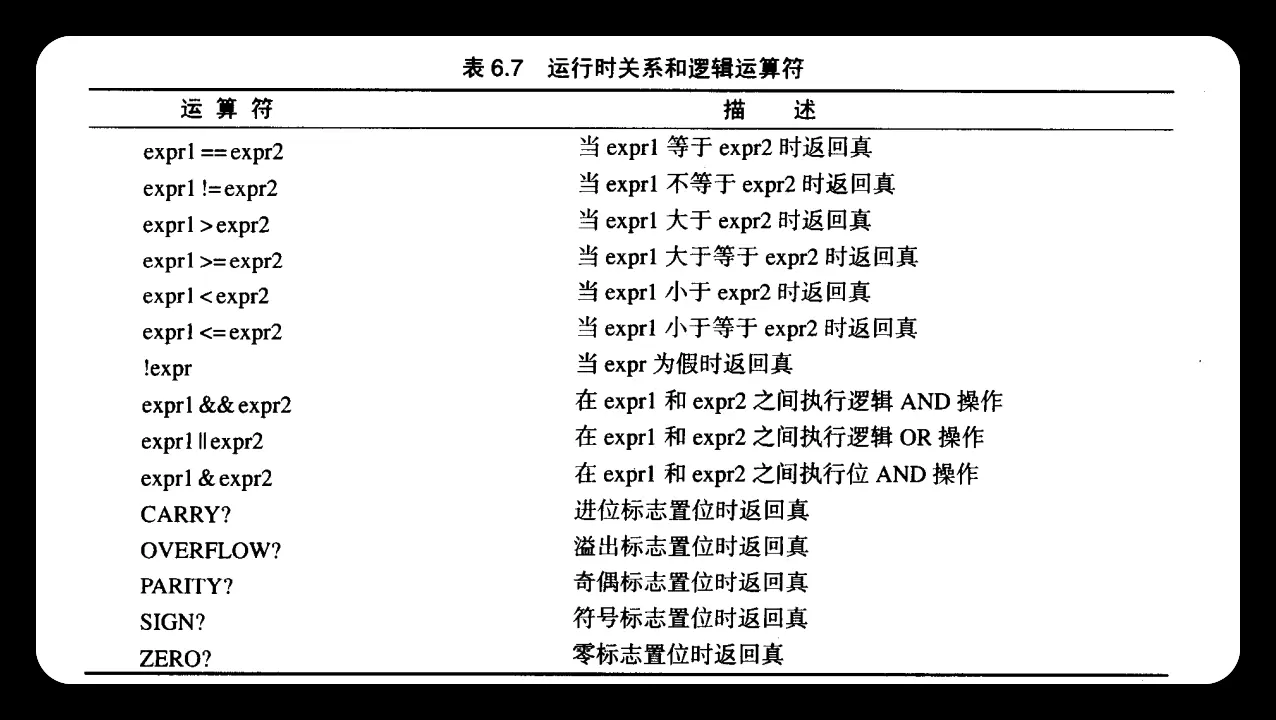 表 6.7 运行时关系和逻辑运算符
运算符 描述
expr1 ==expr2 当 expr1 等于 expr2 时返回真
expr1 !=expr2 当 expr1 不等于 expr2 时返回真
expr1 >expr2 当 expr1 大于 expr2 时返回真
expr1 >=expr2 当 expr1 大于等于 expr2 时返回真
expr1 <expr2 当 expr1 小于 expr2 时返回真
expr1 <=expr2 当 expr1 小于等于 expr2 时返回真
!expr 当 expr 为假时返回真
expr1 &&expr2 在 expr1 和 expr2 之间执行逻辑 AND 操作
expr1 ||expr2 在 expr1 和 expr2 之间执行逻辑 OR 操作
expr1 &expr2 在 expr1 和 expr2 之间执行位 AND 操作
CARRY? 进位标志置位时返回真
OVERFLOW? 溢出标志置位时返回真
PARITY? 奇偶标志置位时返回真
SIGN? 符号标志置位时返回真
ZERO? 零标志置位时返回真